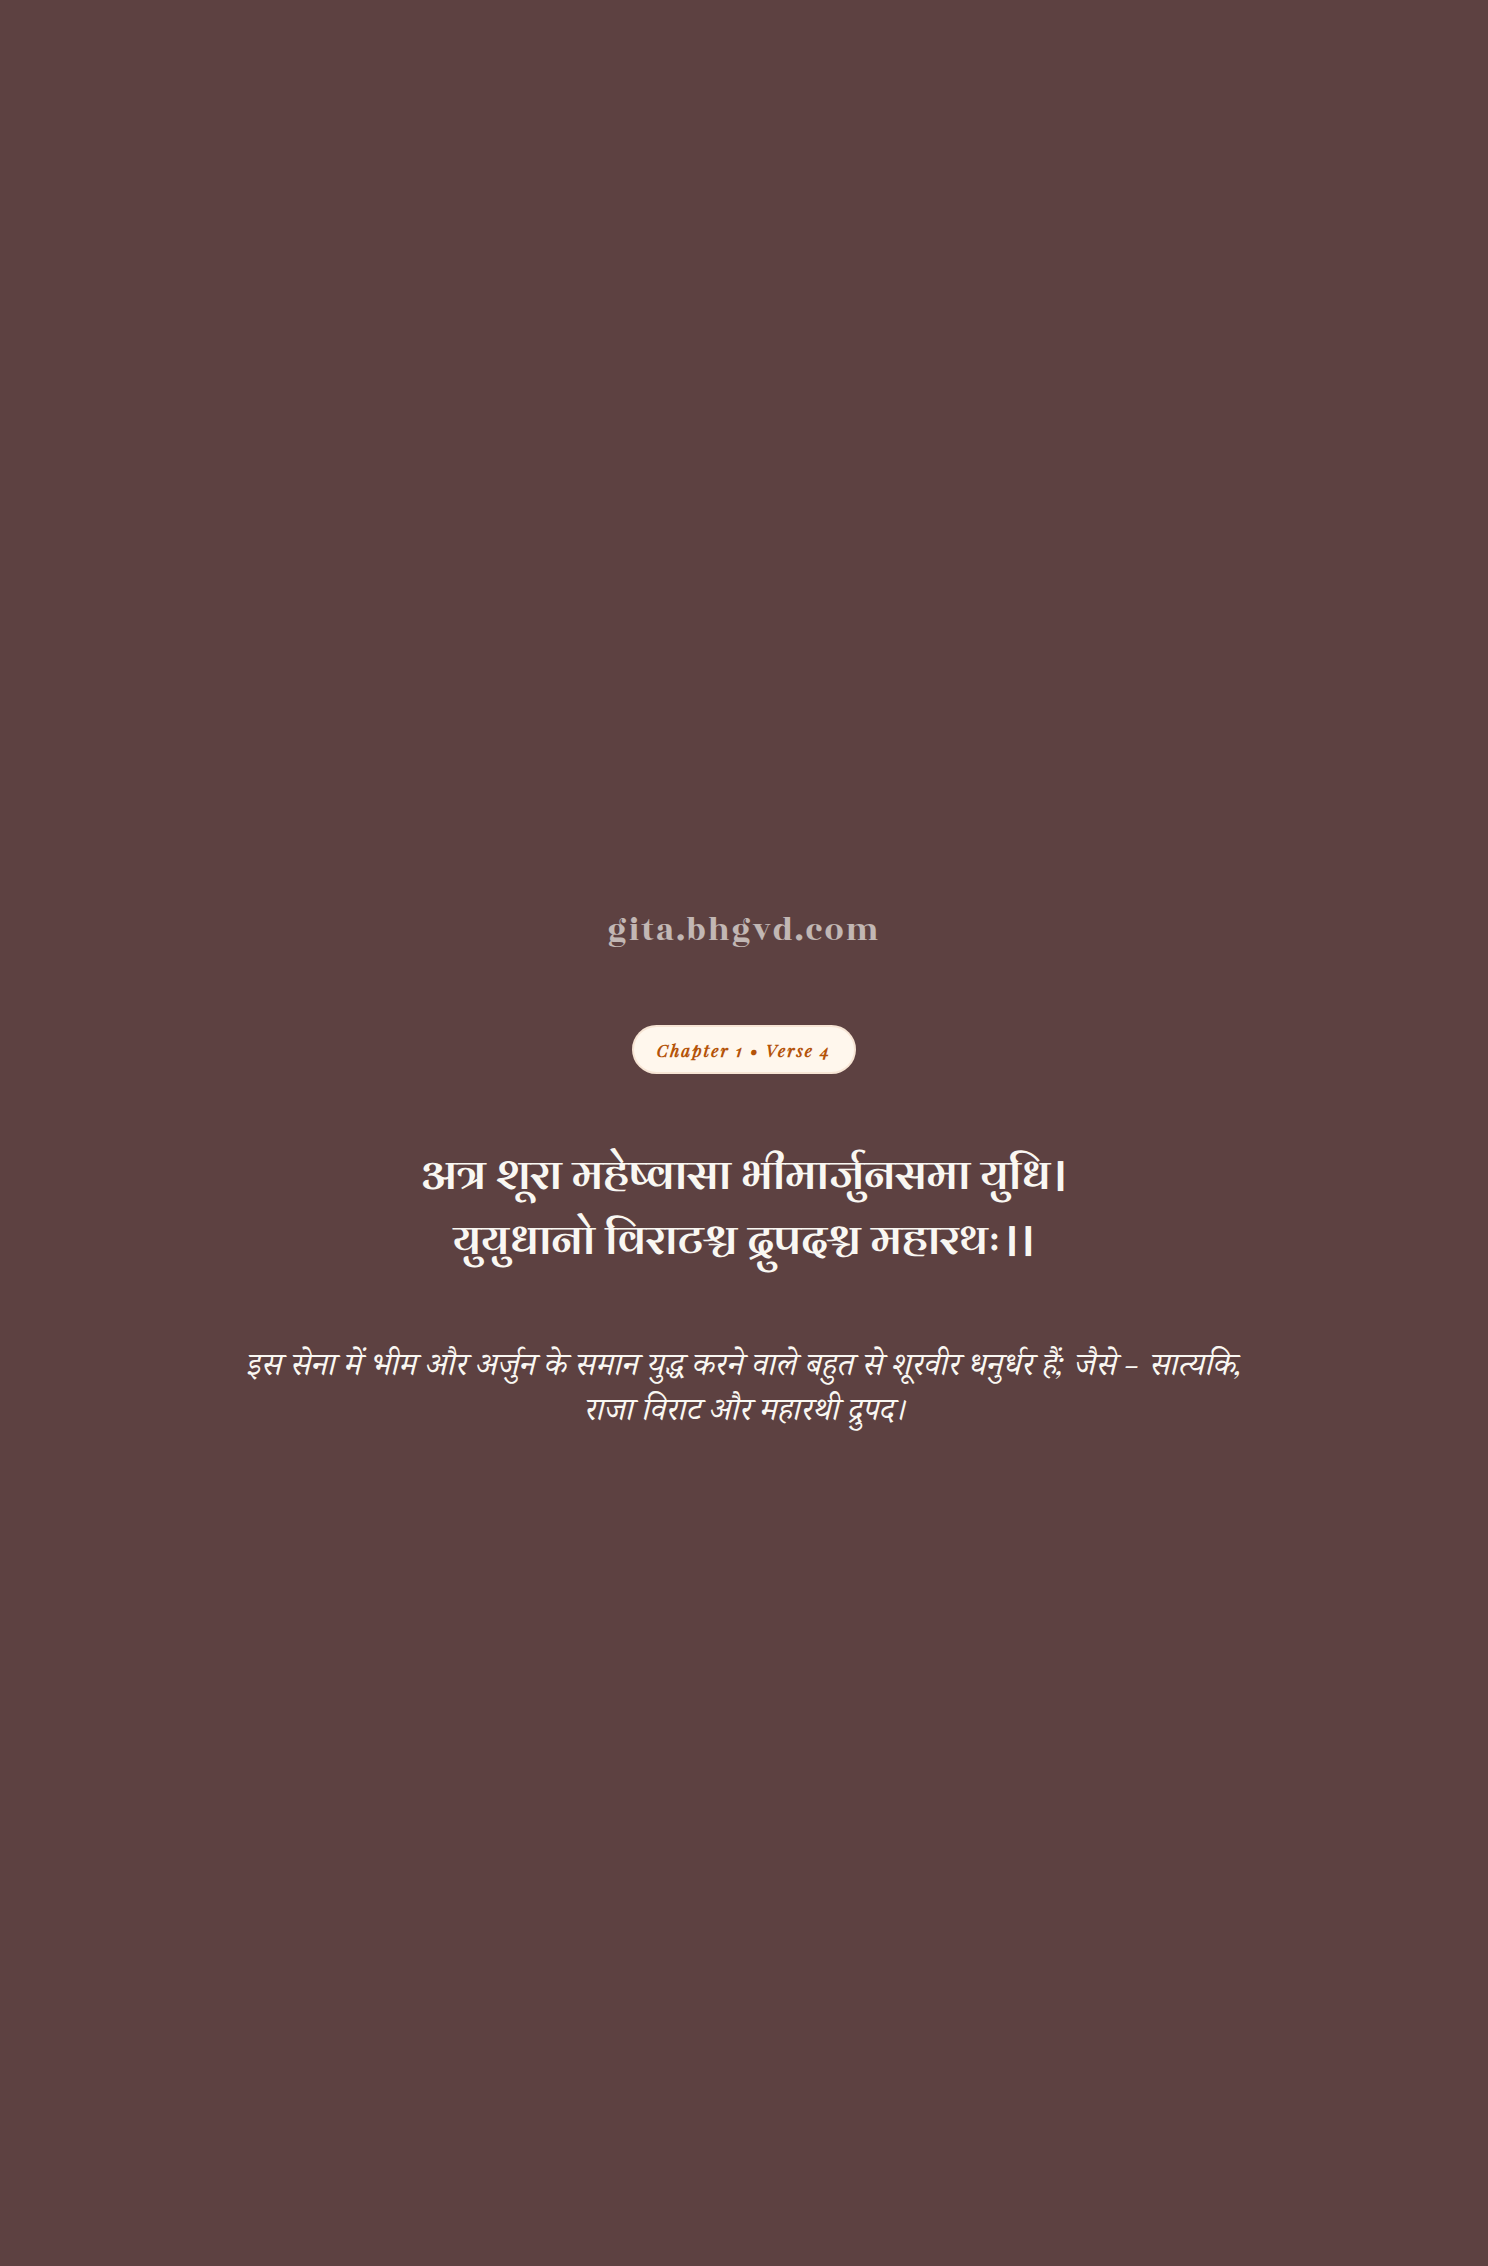 gita.bhgvd.com
Chapter 1 • Verse 4
अत्र शूरा महेष्वासा भीमार्जुनसमा युधि।
युयुधानो विराटश्च द्रुपदश्च महारथः।।
इस सेना में भीम और अर्जुन के समान युद्ध करने वाले बहुत से शूरवीर धनुर्धर हैं; जैसे – सात्यकि,
राजा विराट और महारथी द्रुपद।